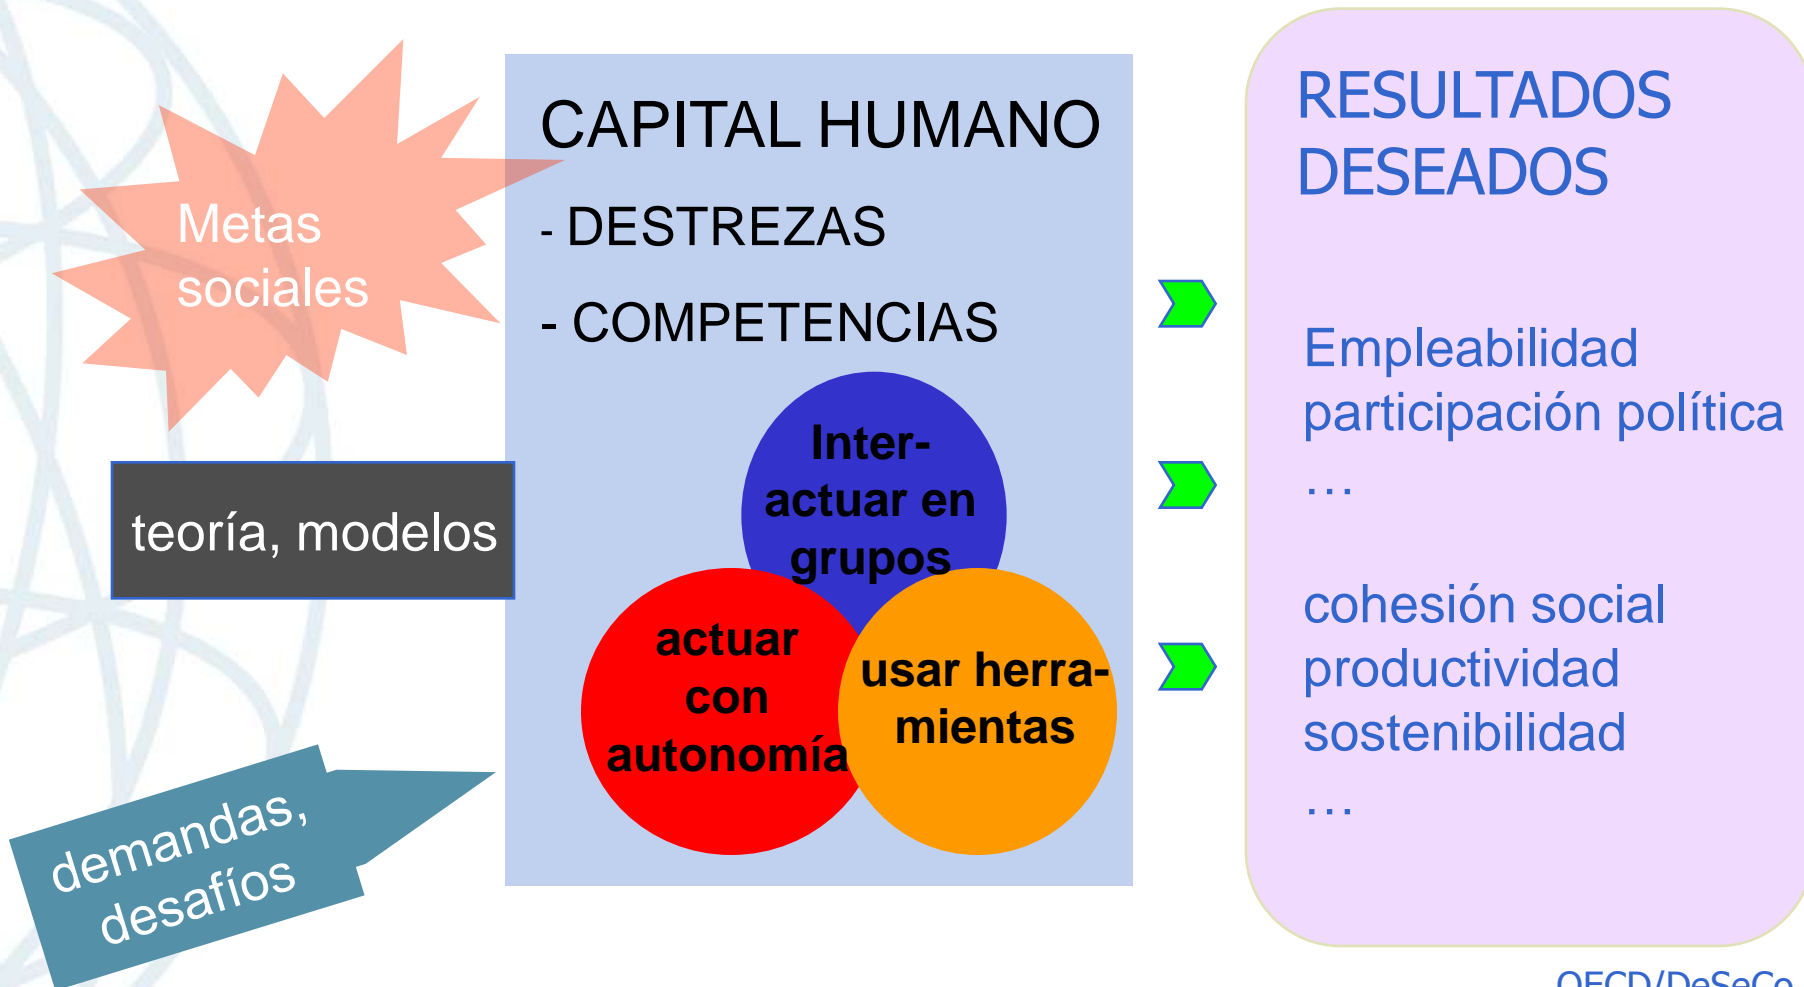 Metas
sociales
teoría, modelos
demandas,
desafíos
CAPITAL HUMANO
- DESTREZAS
- COMPETENCIAS
Inter-
actuar en
grupos
actuar
con
autonomía
usar herra-
mientas
RESULTADOS
DESEADOS
Empleabilidad
participación política
…
cohesión social
productividad
sostenibilidad
…
OECD/DeSeCo